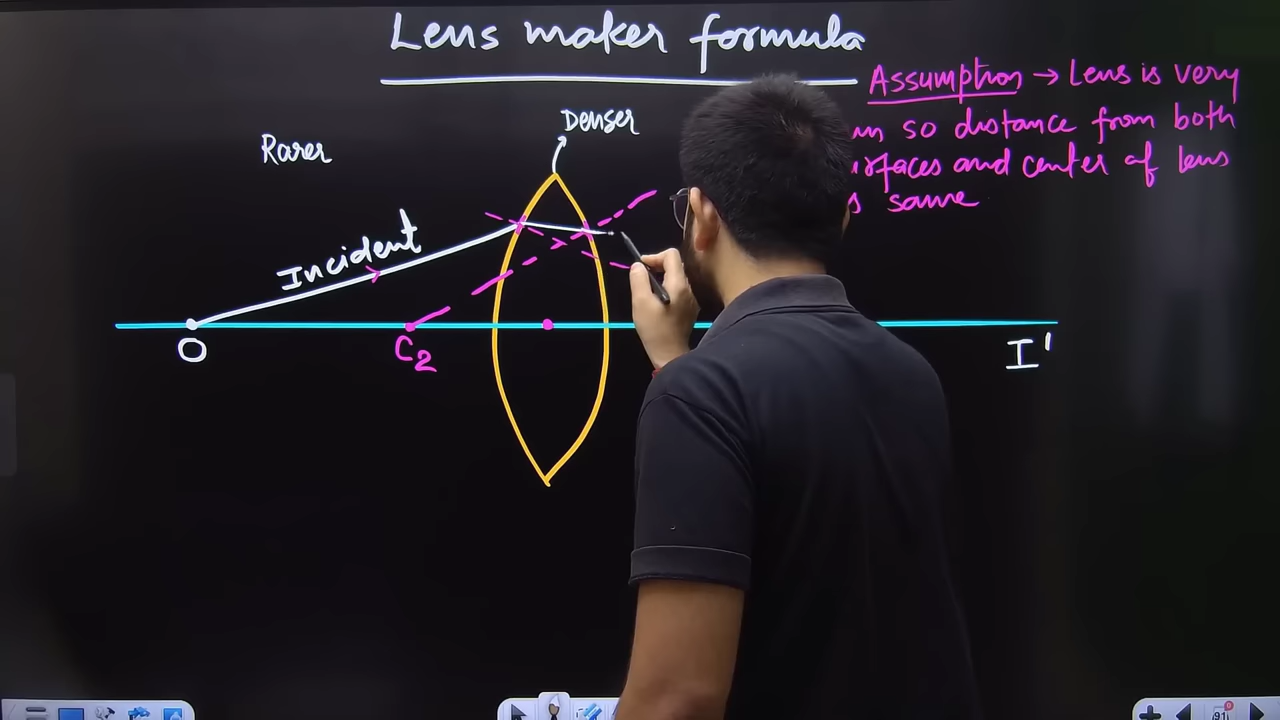 Lens maker formula
Assumption → Lens is very
so distance from both
and center of lens
same
Denser
Rarer
Incident
O
C2
I'
91